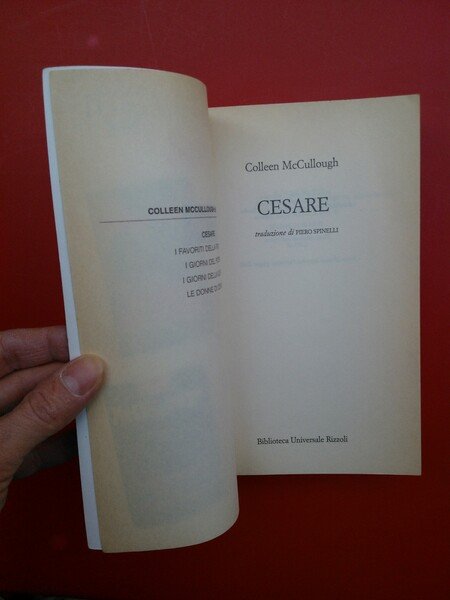 COLLEEN MCCULLOUGH
CESARE
I FAVORITI DELLA
I GIORNI DEL
I GIORNI DELLA
LE DONNE DI
Colleen McCullough
CESARE
traduzione di PIERO SPINELLI
Biblioteca Universale Rizzoli